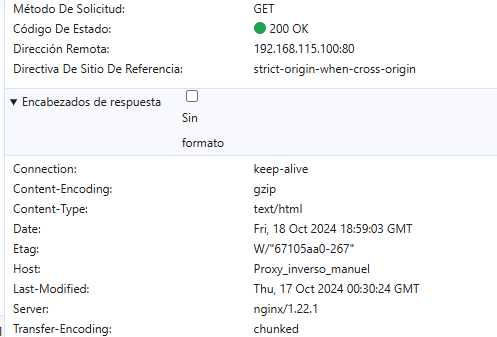 Método De Solicitud: GET
Código De Estado: 200 OK
Dirección Remota: 192.168.115.100:80
Directiva De Sitio De Referencia: strict-origin-when-cross-origin
Encabezados de respuesta
Sin
formato
Connection: keep-alive
Content-Encoding: gzip
Content-Type: text/html
Date: Fri, 18 Oct 2024 18:59:03 GMT
Etag: W/"67105aa0-267"
Host: Proxy_inverso_manuel
Last-Modified: Thu, 17 Oct 2024 00:30:24 GMT
Server: nginx/1.22.1
Transfer-Encoding: chunked